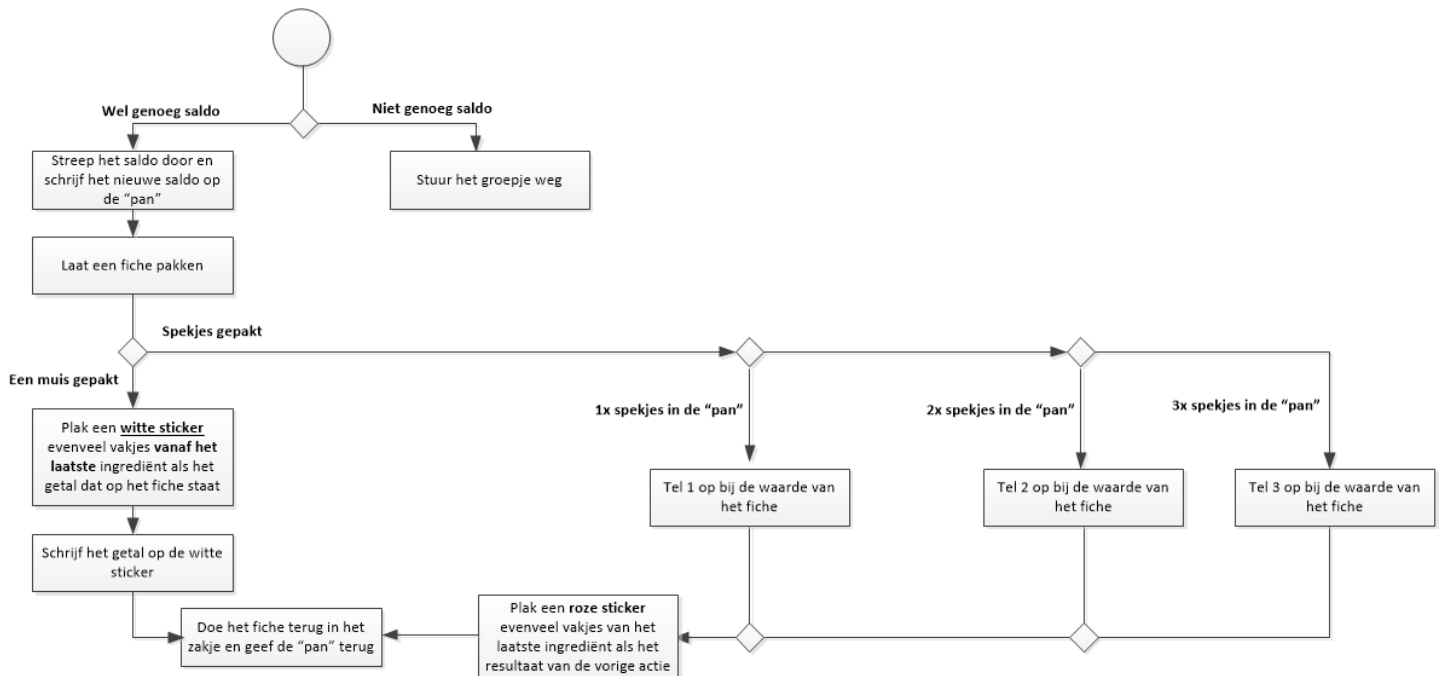 Wel genoeg saldo
Niet genoeg saldo
Streep het saldo door en
schrijf het nieuwe saldo op
de “pan”
Stuur het groepje weg
Laat een fiche pakken
Spekjes gepakt
Een muis gepakt
1x spekjes in de “pan”
2x spekjes in de “pan”
3x spekjes in de “pan”
Plak een witte sticker
evenveel vakjes vanaf het
laatste ingrediënt als het
getal dat op het fiche staat
Tel 1 op bij de waarde van
het fiche
Tel 2 op bij de waarde van
het fiche
Tel 3 op bij de waarde van
het fiche
Schrijf het getal op de witte
sticker
Doe het fiche terug in het
zakje en geef de “pan” terug
Plak een roze sticker
evenveel vakjes van het
laatste ingrediënt als het
resultaat van de vorige actie